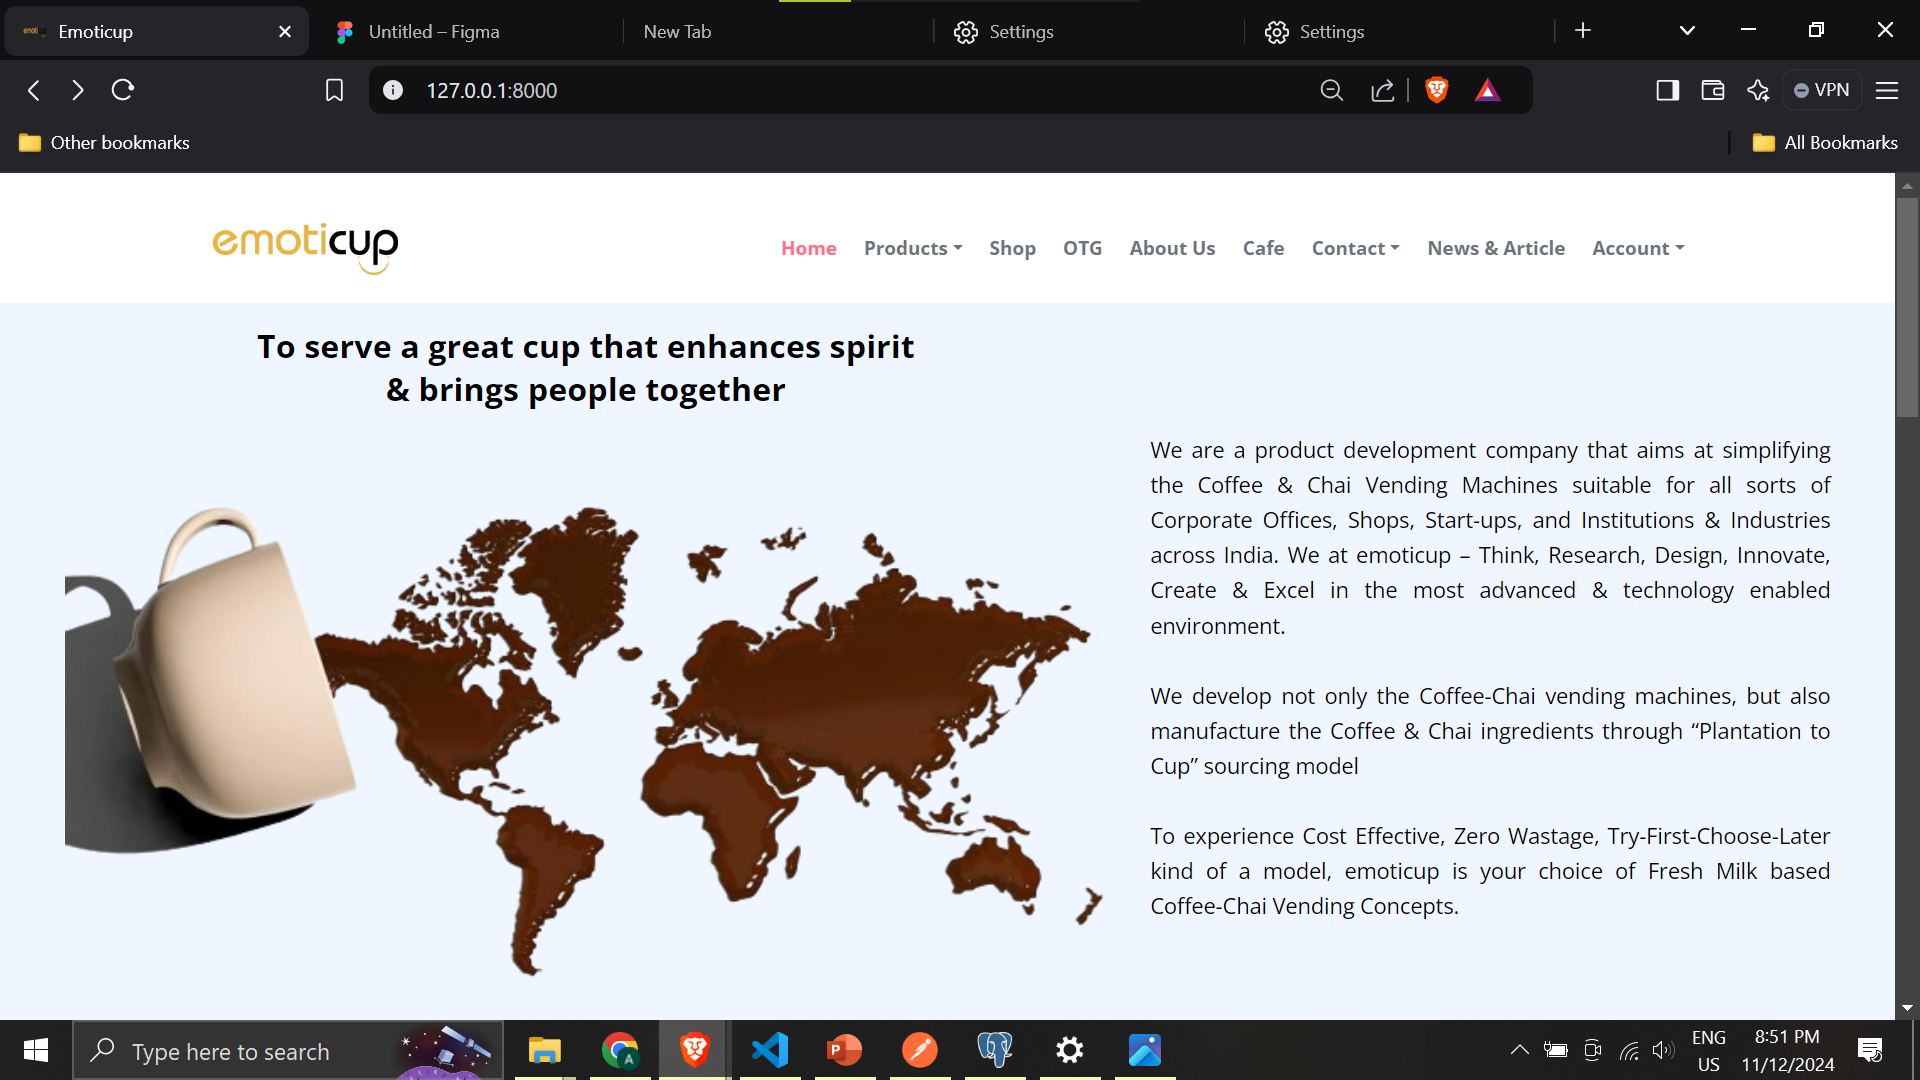 Emoticup
Untitled – Figma
New Tab
Settings
Settings
127.0.0.1:8000
VPN
Other bookmarks
All Bookmarks
emoticup
Home Products Shop OTG About Us Cafe Contact News & Article Account
To serve a great cup that enhances spirit
& brings people together
We are a product development company that aims at simplifying
the Coffee & Chai Vending Machines suitable for all sorts of
Corporate Offices, Shops, Start-ups, and Institutions & Industries
across India. We at emoticup – Think, Research, Design, Innovate,
Create & Excel in the most advanced & technology enabled
environment.
We develop not only the Coffee-Chai vending machines, but also
manufacture the Coffee & Chai ingredients through “Plantation to
Cup” sourcing model
To experience Cost Effective, Zero Wastage, Try-First-Choose-Later
kind of a model, emoticup is your choice of Fresh Milk based
Coffee-Chai Vending Concepts.
Type here to search
A
P
ENG
US
8:51 PM
11/12/2024